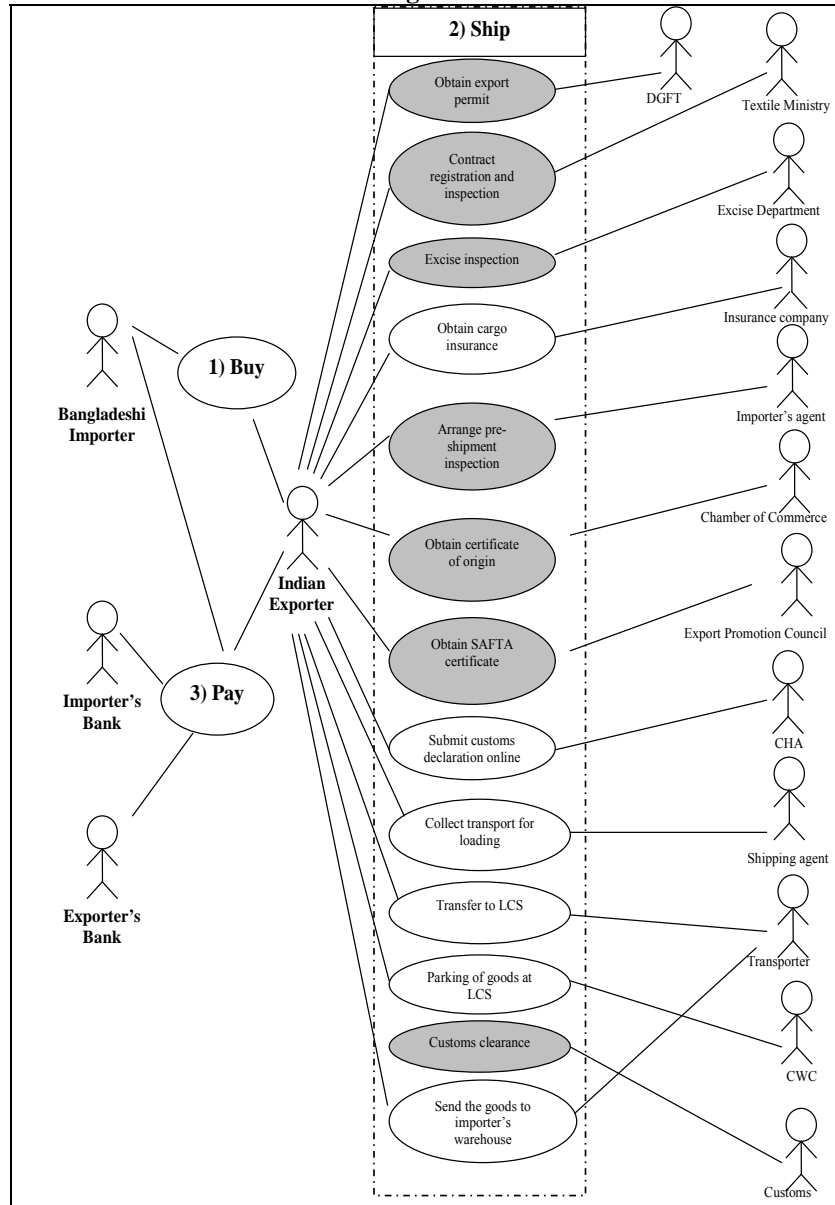 2) Ship
Obtain export
permit
DGFT
Textile Ministry
Contract
registration and
inspection
Excise Department
Excise inspection
Insurance company
Obtain cargo
insurance
1) Buy
Bangladeshi
Importer
Importer's agent
Arrange pre-
shipment
inspection
Chamber of Commerce
Obtain certificate
of origin
Indian
Exporter
Export Promotion Council
Obtain SAFTA
certificate
Importer's
Bank
3) Pay
Submit customs
declaration online
CHA
Collect transport for
loading
Shipping agent
Exporter's
Bank
Transfer to LCS
Transporter
Parking of goods at
LCS
Customs clearance
CWC
Send the goods to
importer's
warehouse
Customs